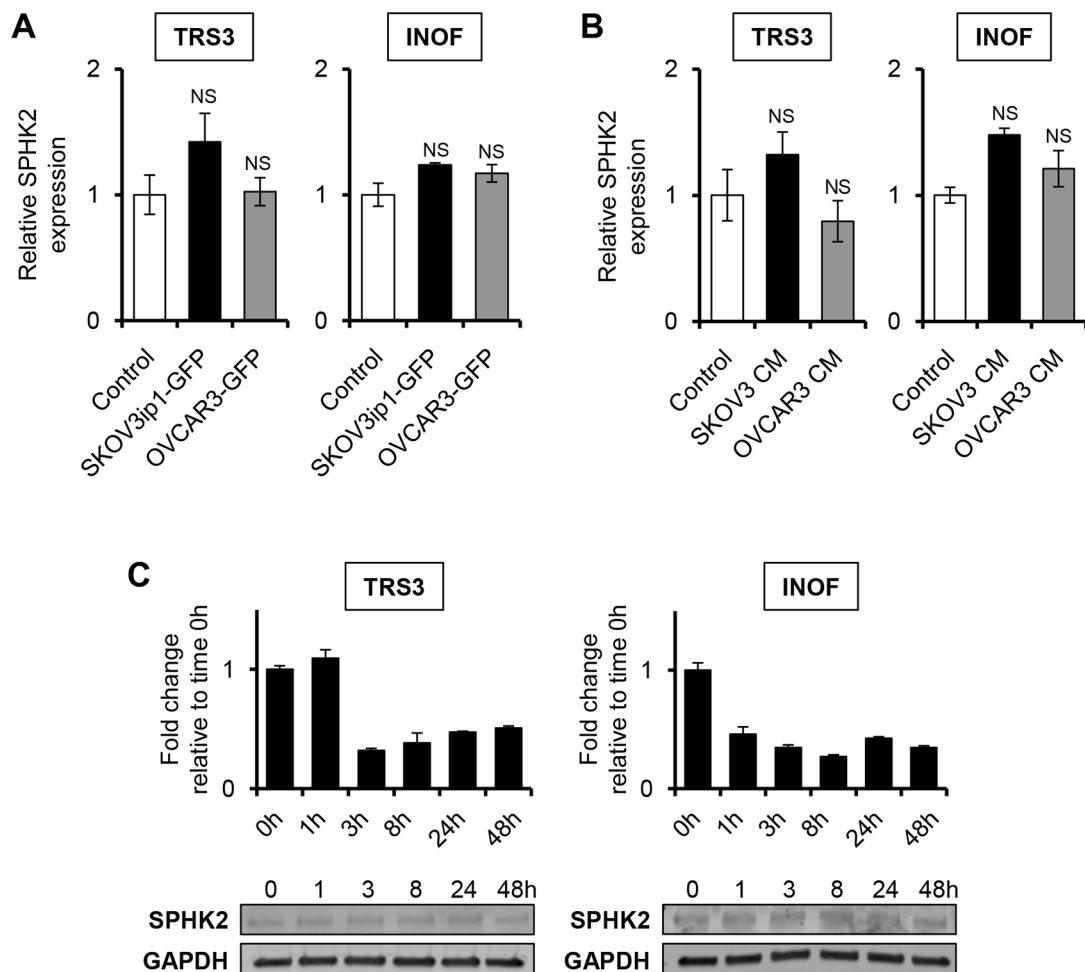 A
TRS3
INOF
Relative SPHK2
expression
2
1
0
NS
NS
2
1
0
NS
NS
Control
SKOV3ip1-GFP
OVCAR3-GFP
Control
SKOV3ip1-GFP
OVCAR3-GFP
B
TRS3
INOF
Relative SPHK2
expression
2
1
0
NS
NS
2
1
0
NS
NS
Control
SKOV3 CM
OVCAR3 CM
Control
SKOV3 CM
OVCAR3 CM
C
TRS3
Fold change
relative to time 0h
1
0
0h
1h
3h
8h
24h
48h
0 1 3 8 24 48h
SPHK2
GAPDH
INOF
Fold change
relative to time 0h
1
0
0h
1h
3h
8h
24h
48h
0 1 3 8 24 48h
SPHK2
GAPDH